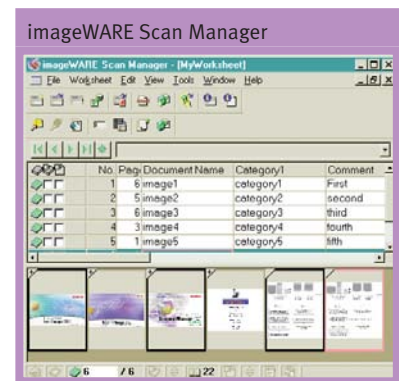 imageWARE Scan Manager
imageWARE Scan Manager - [MyWorksheet]
File Worksheet Edit View Tools Window Help
No. Page Document Name Category1 Comment
1 6 image1 category1 First
2 5 image2 category2 second
3 6 image3 category3 third
4 3 image4 category4 fourth
5 1 image5 category5 fifth
6 / 6 22